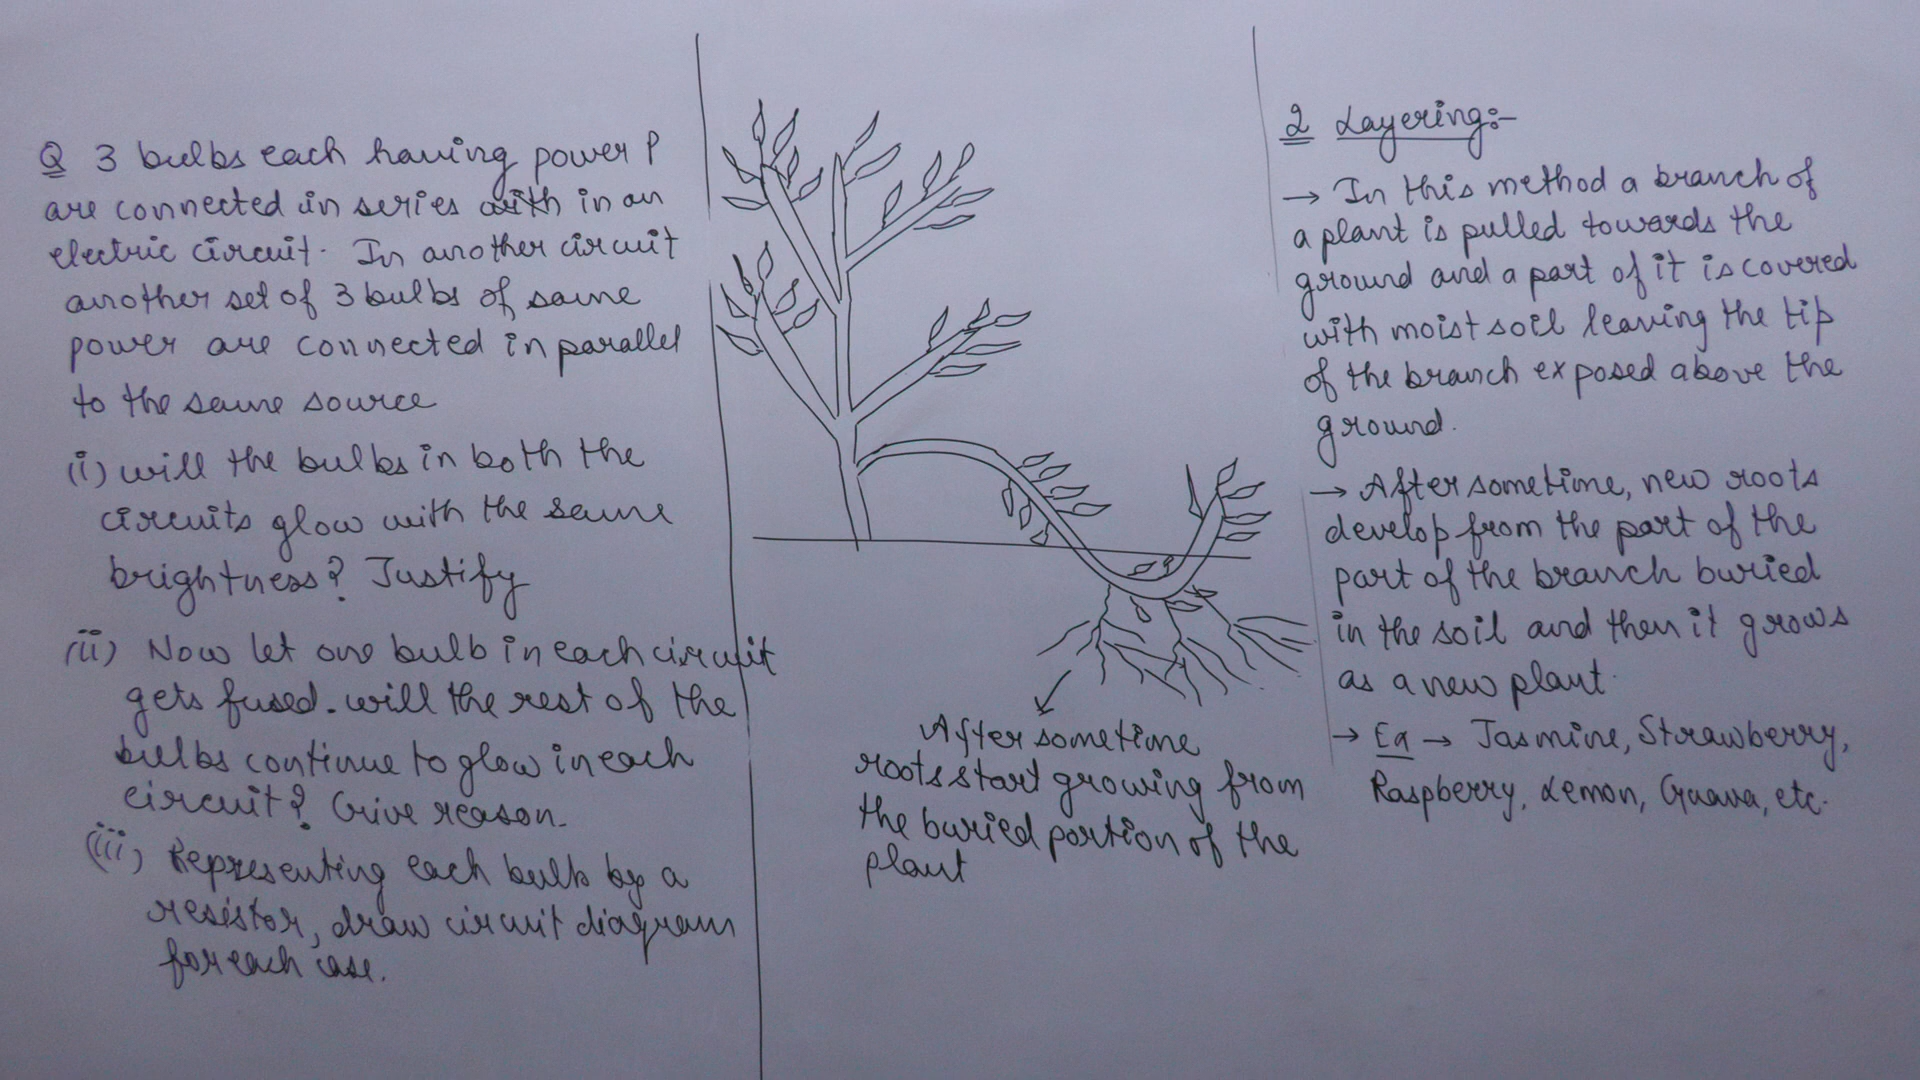 Q 3 bulbs each having power P
are connected in series with in an
electric circuit. In another circuit
another set of 3 bulbs of same
power are connected in parallel
to the same source
(i) will the bulbs in both the
circuits glow with the same
brightness? Justify
(ii) Now let one bulb in each circuit
gets fused. will the rest of the
bulbs continue to glow in each
circuit? Give reason.
(iii) Representing each bulb by a
resistor, draw circuit diagram
for each case.
After sometime
roots start growing from
the buried portion of the
plant
2 Layering:-
→ In this method a branch of
a plant is pulled towards the
ground and a part of it is covered
with moist soil leaving the tip
of the branch exposed above the
ground.
→ After sometime, new roots
develop from the part of the
part of the branch buried
in the soil and then it grows
as a new plant.
→ Eg → Jasmine, Strawberry,
Raspberry, Lemon, Guava, etc.